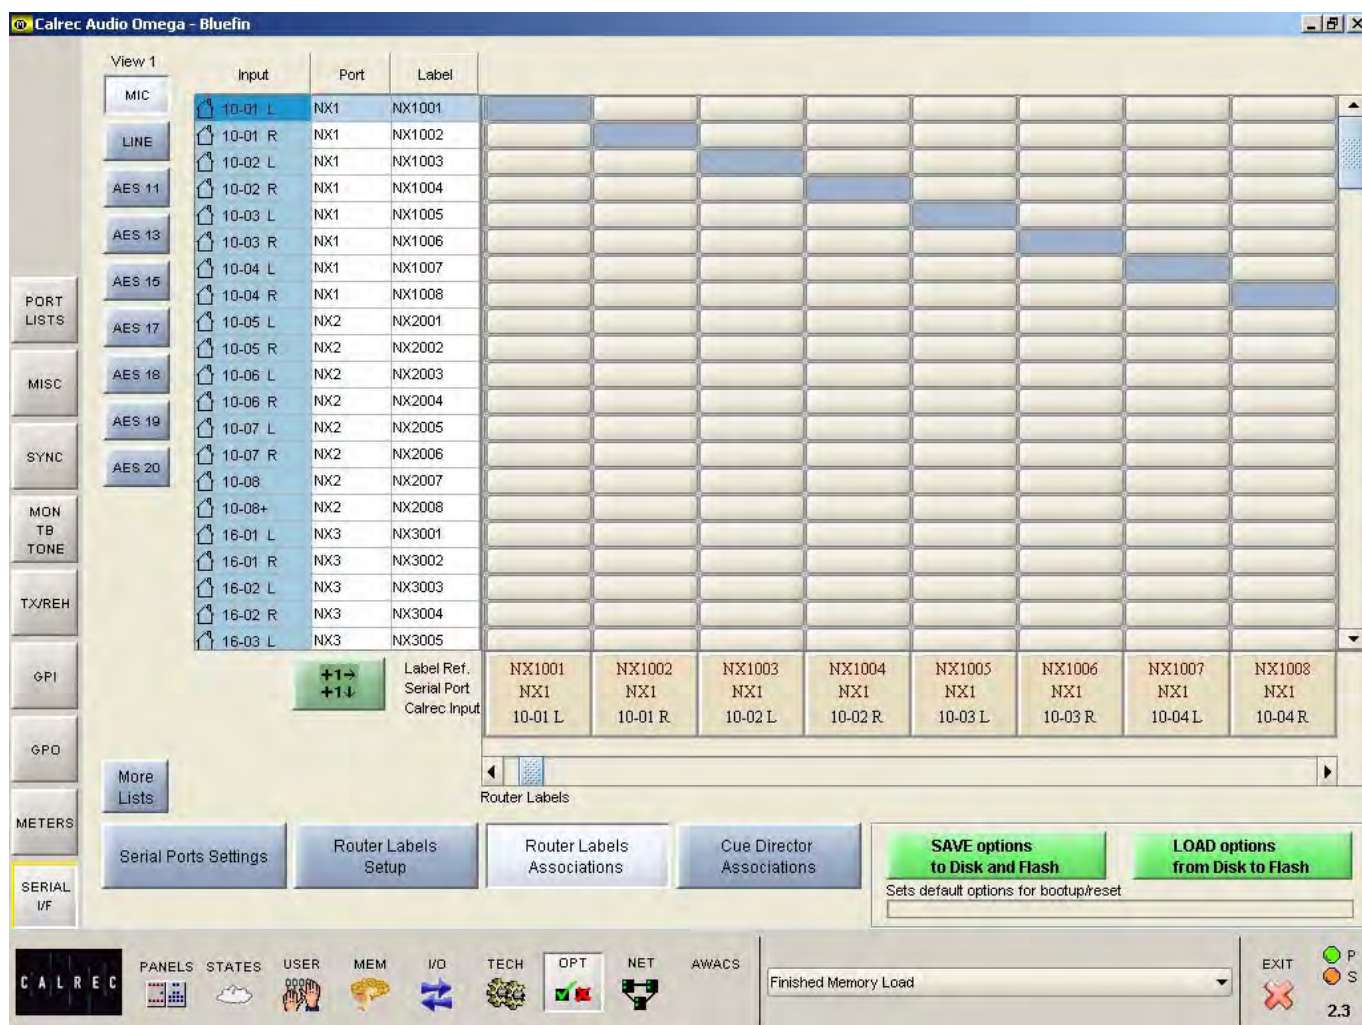 Calrec Audio Omega - Bluefin
View 1
Input Port Label
MIC
LINE
AES 11
AES 13
AES 15
AES 17
AES 18
AES 19
AES 20
PORT
LISTS
MISC
SYNC
MON
TB
TONE
TX/REH
GPI
GPO
METERS
SERIAL
I/F
10-01 L NX1 NX1001
10-01 R NX1 NX1002
10-02 L NX1 NX1003
10-02 R NX1 NX1004
10-03 L NX1 NX1005
10-03 R NX1 NX1006
10-04 L NX1 NX1007
10-04 R NX1 NX1008
10-05 L NX2 NX2001
10-05 R NX2 NX2002
10-06 L NX2 NX2003
10-06 R NX2 NX2004
10-07 L NX2 NX2005
10-07 R NX2 NX2006
10-08 NX2 NX2007
10-08+ NX2 NX2008
16-01 L NX3 NX3001
16-01 R NX3 NX3002
16-02 L NX3 NX3003
16-02 R NX3 NX3004
16-03 L NX3 NX3005
+1→
+1↓
Label Ref. NX1001 NX1002 NX1003 NX1004 NX1005 NX1006 NX1007 NX1008
Serial Port NX1 NX1 NX1 NX1 NX1 NX1 NX1 NX1
Calrec Input 10-01 L 10-01 R 10-02 L 10-02 R 10-03 L 10-03 R 10-04 L 10-04 R
More
Lists
Router Labels
Serial Ports Settings
Router Labels
Setup
Router Labels
Associations
Cue Director
Associations
SAVE options
to Disk and Flash
LOAD options
from Disk to Flash
Sets default options for bootup/reset
CALREC
PANELS STATES USER MEM I/O TECH OPT NET AWACS
Finished Memory Load
EXIT
P
S
2.3